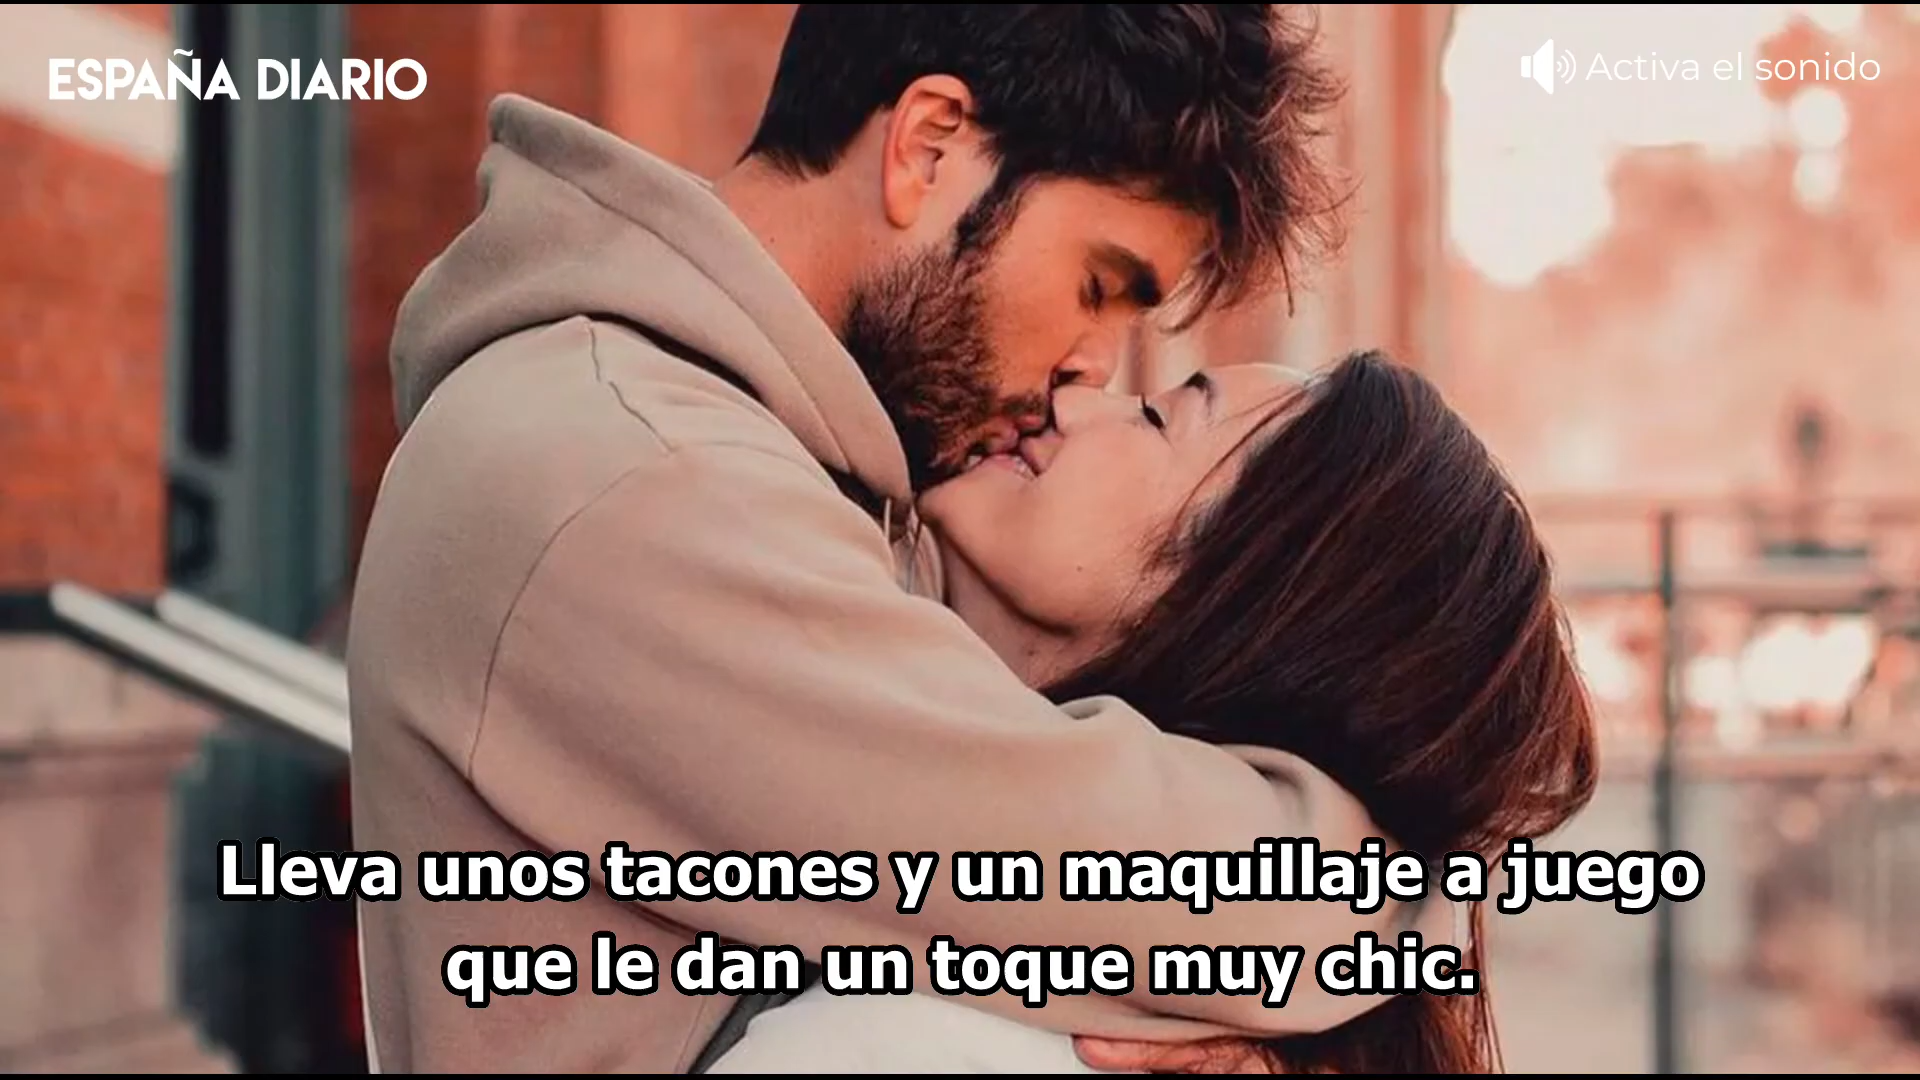 ESPAÑA DIARIO
Activa el sonido
Lleva unos tacones y un maquillaje a juego
que le dan un toque muy chic.